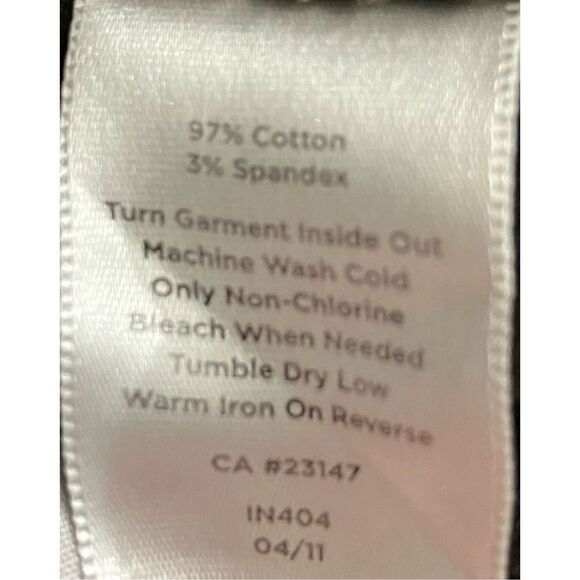 97% Cotton
3% Spandex
Turn Garment Inside Out
Machine Wash Cold
Only Non-Chlorine
Bleach When Needed
Tumble Dry Low
Warm Iron On Reverse
CA #23147
IN404
04/11